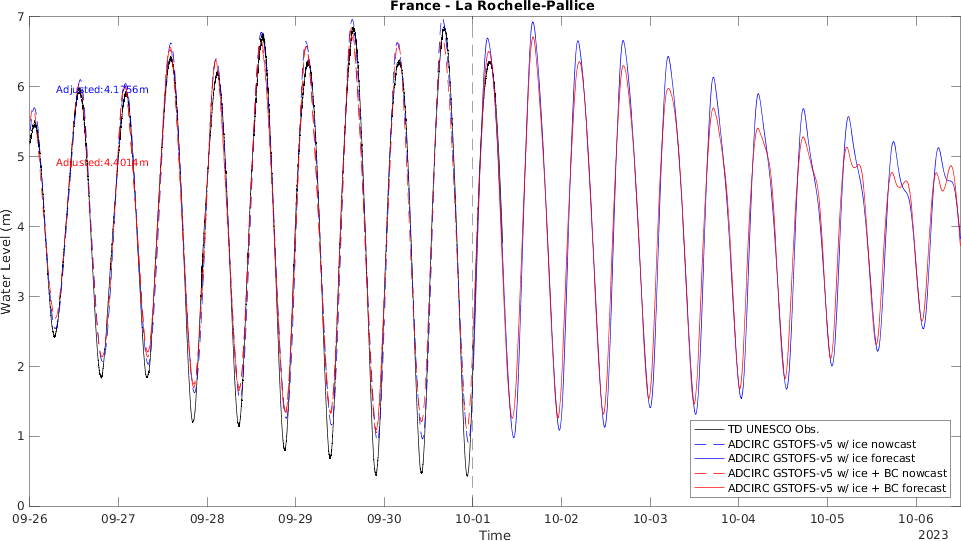 France - La Rochelle-Pallice
7
6
5
4
3
2
1
0
Water Level (m)
Adjusted:4.1756m
Adjusted:4.4014m
TD UNESCO Obs.
ADCIRC GSTOFS-v5 w/ ice nowcast
ADCIRC GSTOFS-v5 w/ ice forecast
ADCIRC GSTOFS-v5 w/ ice + BC nowcast
ADCIRC GSTOFS-v5 w/ ice + BC forecast
09-26 09-27 09-28 09-29 09-30 10-01 10-02 10-03 10-04 10-05 10-06
Time
2023